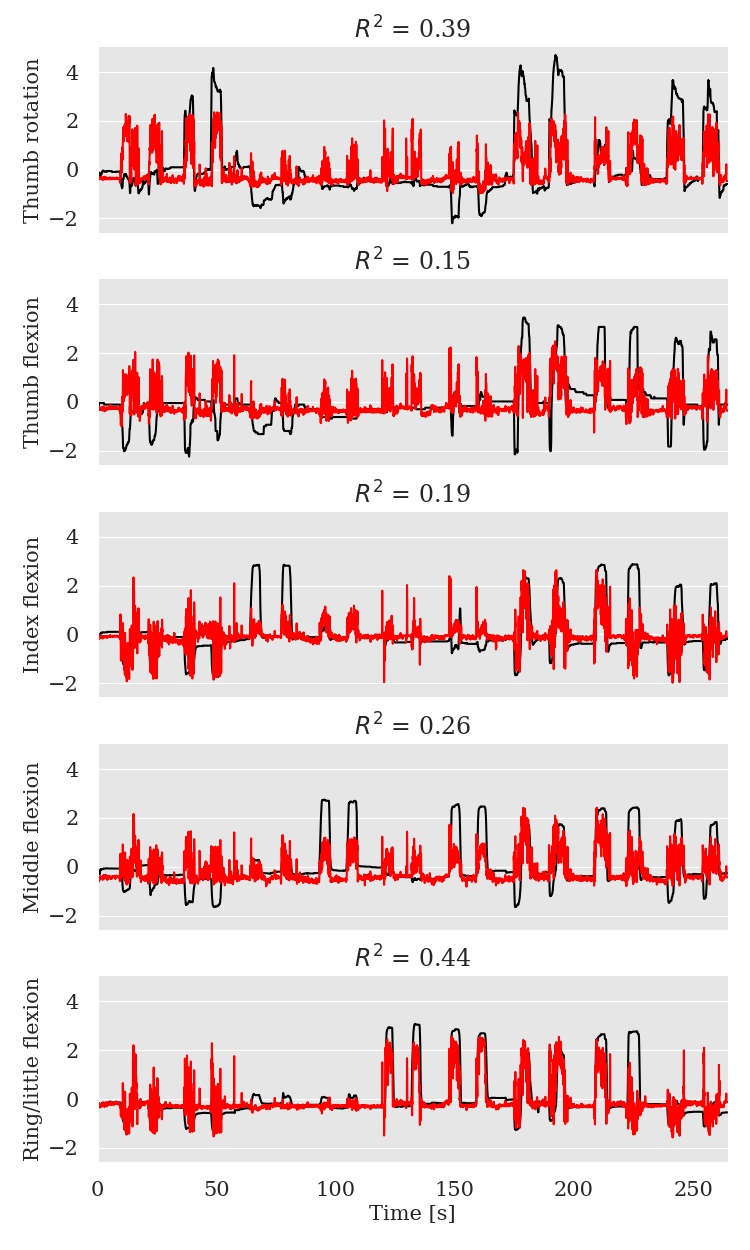 R² = 0.39
Thumb rotation
4
2
0
−2
R² = 0.15
Thumb flexion
4
2
0
−2
R² = 0.19
Index flexion
4
2
0
−2
R² = 0.26
Middle flexion
4
2
0
−2
R² = 0.44
Ring/little flexion
4
2
0
−2
0 50 100 150 200 250
Time [s]